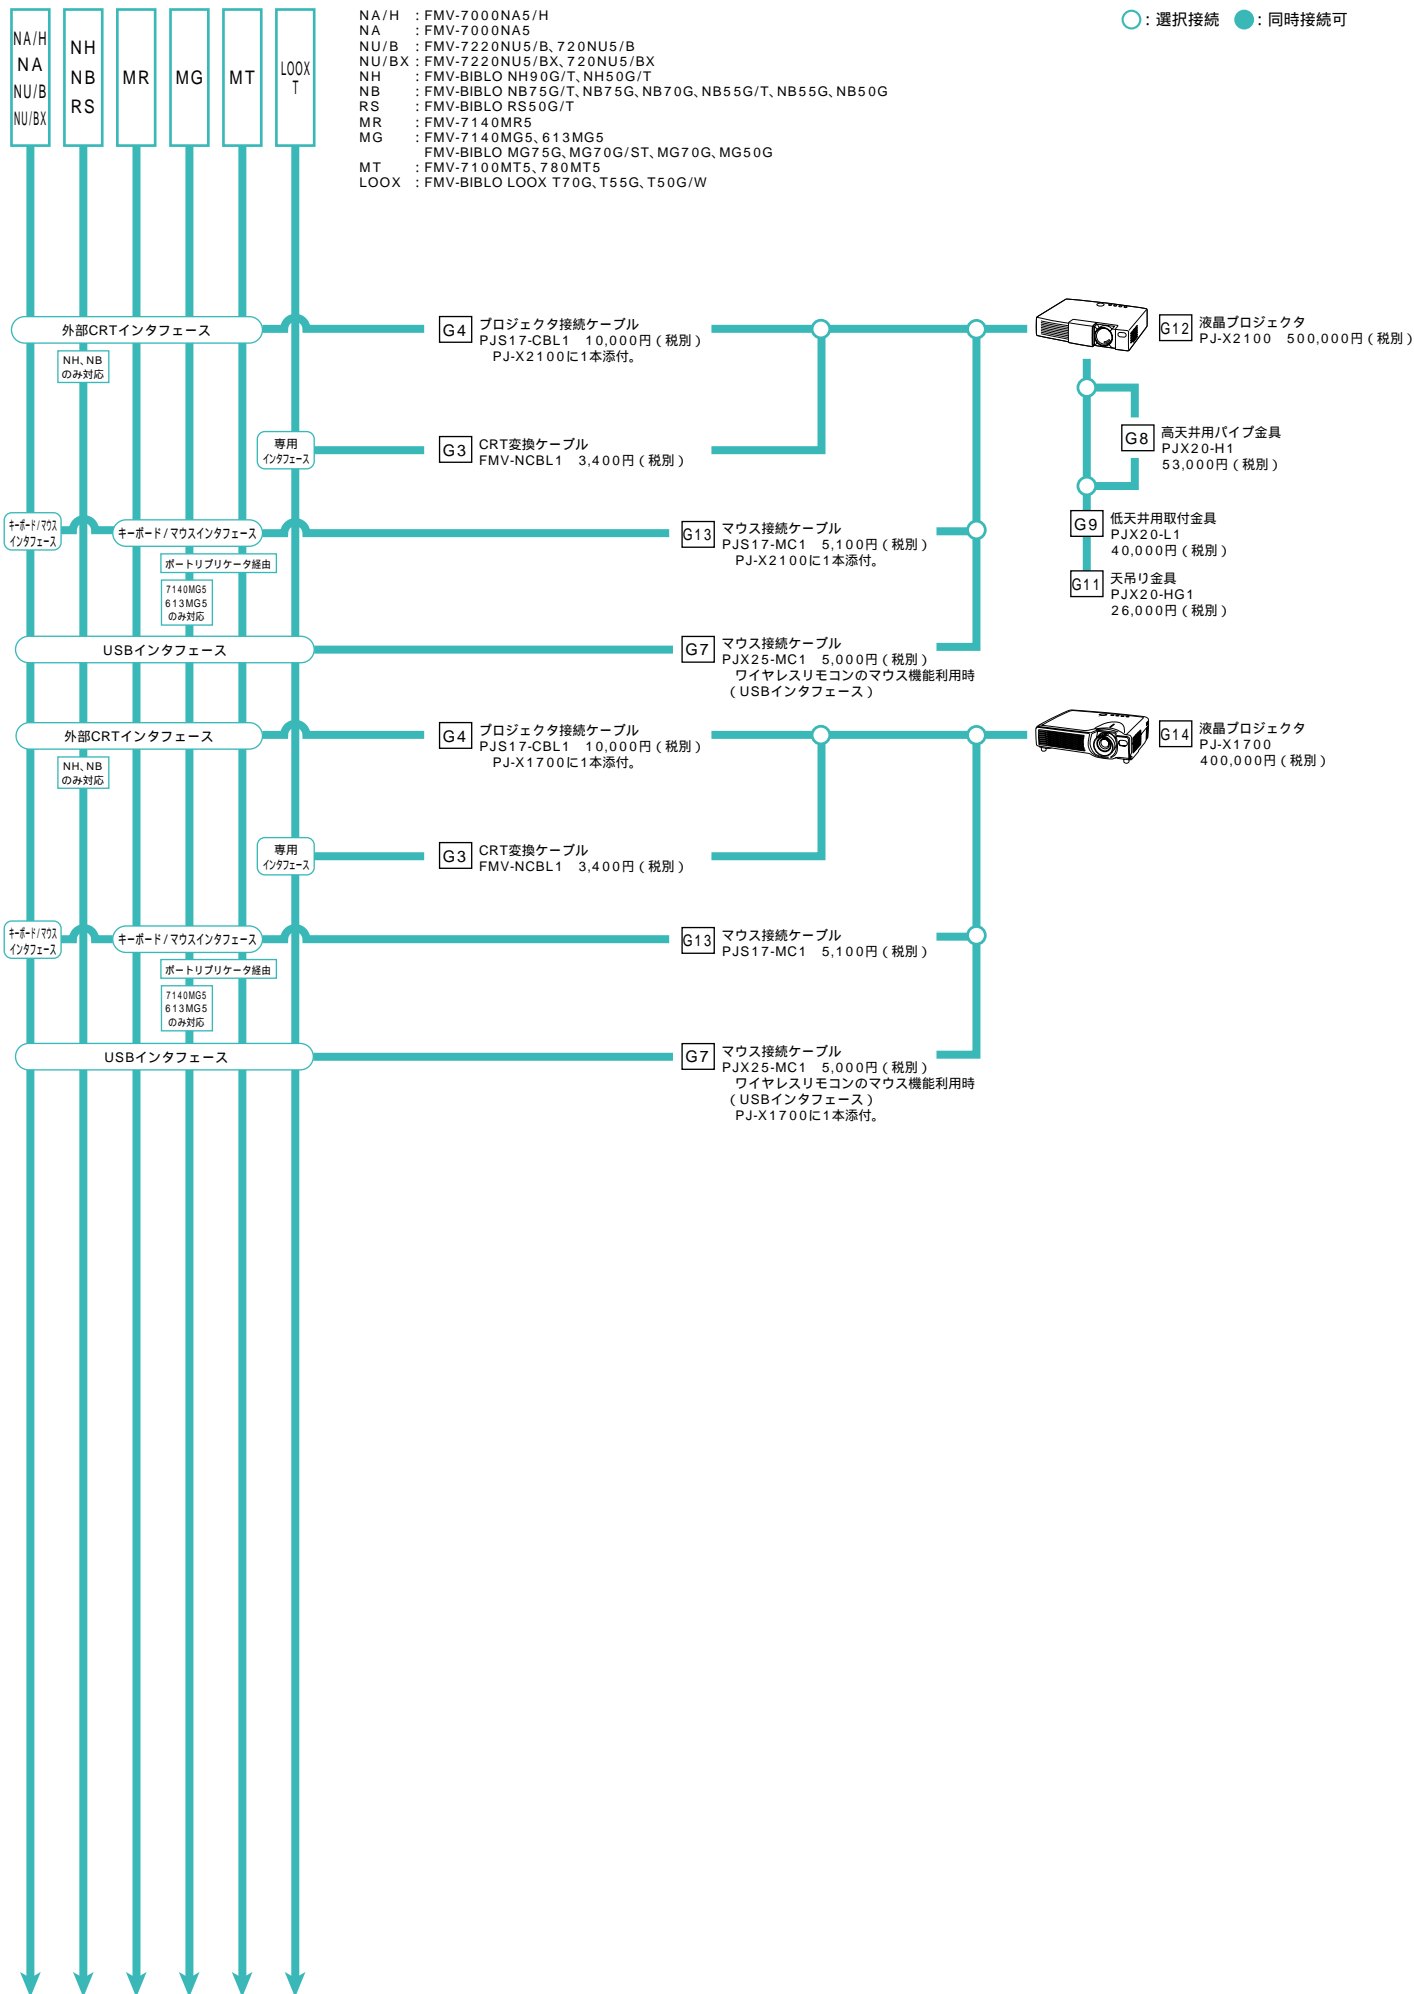 NA/H
NA
NU/B
NU/BX
NH
NB
RS
MR
MG
MT
LOOX
T
NA/H : FMV-7000NA5/H
NA : FMV-7000NA5
NU/B : FMV-7220NU5/B、720NU5/B
NU/BX : FMV-7220NU5/BX、720NU5/BX
NH : FMV-BIBLO NH90G/T、NH50G/T
NB : FMV-BIBLO NB75G/T、NB75G、NB70G、NB55G/T、NB55G、NB50G
RS : FMV-BIBLO RS50G/T
MR : FMV-7140MR5
MG : FMV-7140MG5、613MG5
FMV-BIBLO MG75G、MG70G/ST、MG70G、MG50G
MT : FMV-7100MT5、780MT5
LOOX : FMV-BIBLO LOOX T70G、T55G、T50G/W
：選択接続 ：同時接続可
外部CRTインタフェース
NH、NB
のみ対応
G4 プロジェクタ接続ケーブル
PJS17-CBL1 10,000円（税別）
PJ-X2100に1本添付。
G12 液晶プロジェクタ
PJ-X2100 500,000円（税別）
専用
インタフェース
G3 CRT変換ケーブル
FMV-NCBL1 3,400円（税別）
G8 高天井用パイプ金具
PJX20-H1
53,000円（税別）
キーボード/マウス
インタフェース
キーボード/マウスインタフェース
ポートリプリケータ経由
7140MG5
613MG5
のみ対応
G13 マウス接続ケーブル
PJS17-MC1 5,100円（税別）
PJ-X2100に1本添付。
G9 低天井用取付金具
PJX20-L1
40,000円（税別）
G11 天吊り金具
PJX20-HG1
26,000円（税別）
USBインタフェース
G7 マウス接続ケーブル
PJX25-MC1 5,000円（税別）
ワイヤレスリモコンのマウス機能利用時
（USBインタフェース）
外部CRTインタフェース
NH、NB
のみ対応
G4 プロジェクタ接続ケーブル
PJS17-CBL1 10,000円（税別）
PJ-X1700に1本添付。
G14 液晶プロジェクタ
PJ-X1700
400,000円（税別）
専用
インタフェース
G3 CRT変換ケーブル
FMV-NCBL1 3,400円（税別）
キーボード/マウス
インタフェース
キーボード/マウスインタフェース
ポートリプリケータ経由
7140MG5
613MG5
のみ対応
G13 マウス接続ケーブル
PJS17-MC1 5,100円（税別）
USBインタフェース
G7 マウス接続ケーブル
PJX25-MC1 5,000円（税別）
ワイヤレスリモコンのマウス機能利用時
（USBインタフェース）
PJ-X1700に1本添付。